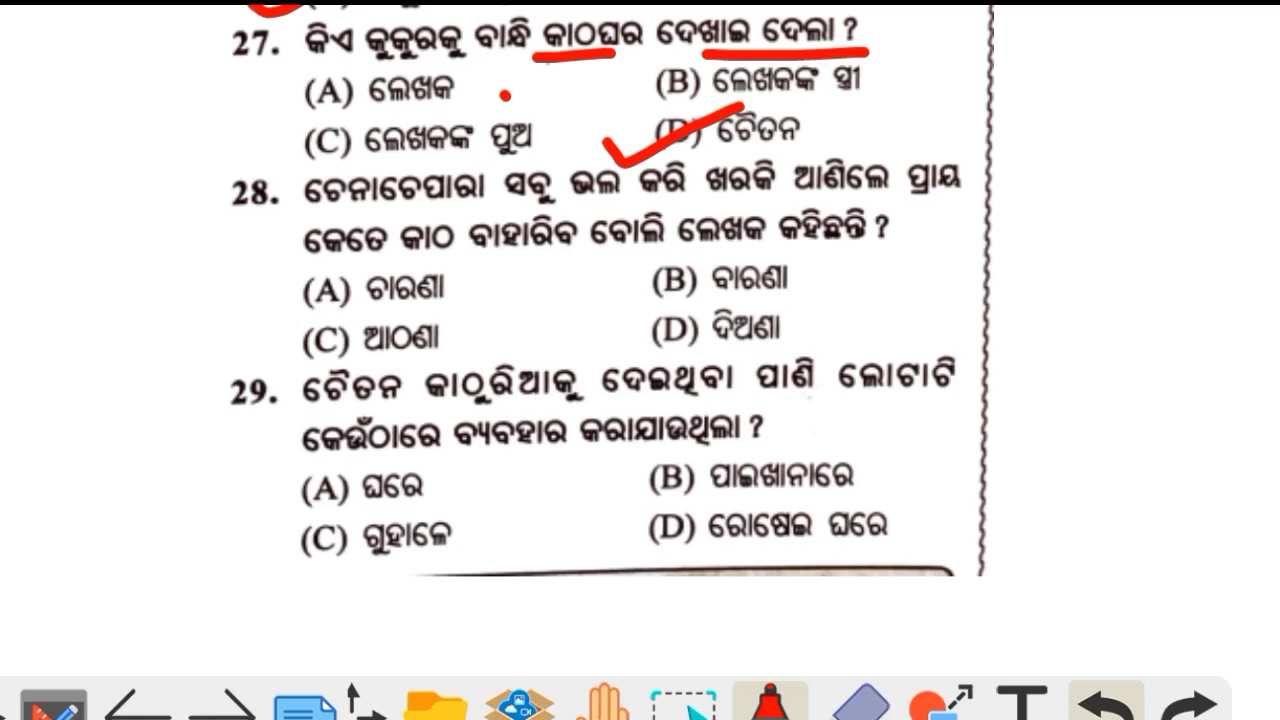 27. କିଏ କୁକୁରକୁ ବାନ୍ଧି କାଠଘର ଦେଖାଇ ଦେଲା ?
(A) ଲେଖକ (B) ଲେଖକଙ୍କ ସ୍ତ୍ରୀ
(C) ଲେଖକଙ୍କ ପୁଅ (D) ଚୈତନ
28. ଚେନାଚେପାରା ସବୁ ଭଲ କରି ଖରକି ଆଣିଲେ ପ୍ରାୟ
କେତେ କାଠ ବାହାରିବ ବୋଲି ଲେଖକ କହିଛନ୍ତି ?
(A) ଚାରଣା (B) ବାରଣା
(C) ଆଠଣା (D) ଦିଅଣା
29. ଚୈତନ କାଠୁରିଆକୁ ଦେଇଥିବା ପାଣି ଲୋଟାଟି
କେଉଁଠାରେ ବ୍ୟବହାର କରାଯାଉଥିଲା ?
(A) ଘରେ (B) ପାଇଖାନାରେ
(C) ଗୁହାଳେ (D) ରୋଷେଇ ଘରେ